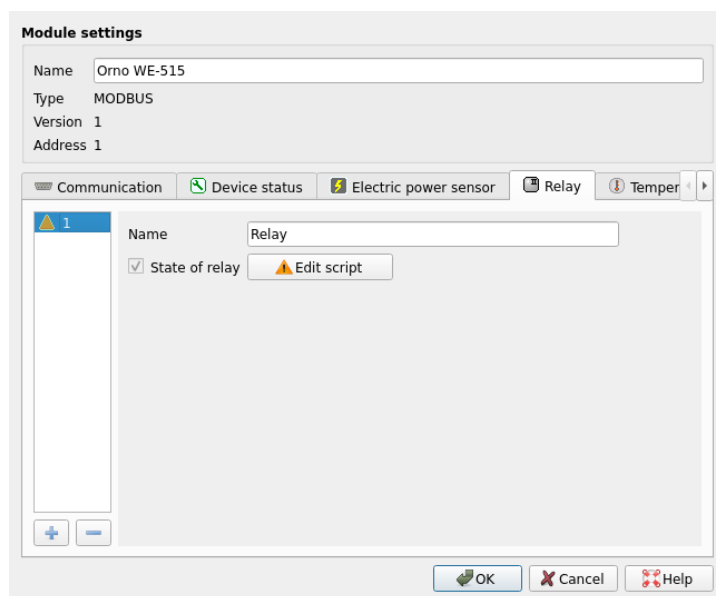 Module settings
Name Orno WE-515
Type MODBUS
Version 1
Address 1
Communication Device status Electric power sensor Relay Temper
1
Name Relay
State of relay Edit script
OK Cancel Help